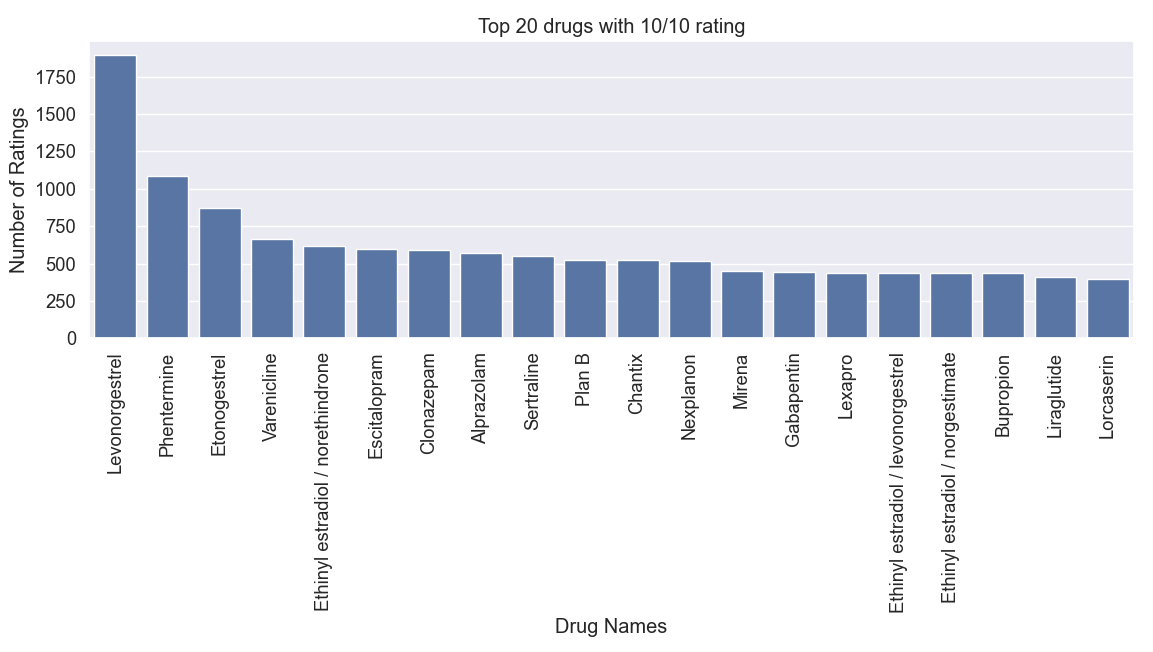 Top 20 drugs with 10/10 rating
Number of Ratings
1750
1500
1250
1000
750
500
250
0
Levonorgestrel
Phentermine
Etonogestrel
Varenicline
Ethinyl estradiol / norethindrone
Escitalopram
Clonazepam
Alprazolam
Sertraline
Plan B
Chantix
Nexplanon
Mirena
Gabapentin
Lexapro
Ethinyl estradiol / levonorgestrel
Ethinyl estradiol / norgestimate
Bupropion
Liraglutide
Lorcaserin
Drug Names